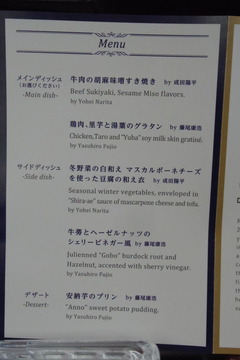 Menu
メインディッシュ 牛肉の胡麻味噌すき焼き by 成田陽平
(お選びください)
-Main dish- Beef Sukiyaki, Sesame Miso flavors.
by Yohei Narita
鶏肉、里芋と湯葉のグラタン by 藤尾康浩
Chicken,Taro and "Yuba" soy milk skin gratiné.
by Yasuhiro Fujio
サイドディッシュ 冬野菜の白和え マスカルポーネチーズ
-Side dish- を使った豆腐の和え衣 by 成田陽平
Seasonal winter vegetables, enveloped in
"Shira-ae" sauce of mascarpone cheese and tofu.
by Yohei Narita
牛蒡とヘーゼルナッツの
シェリービネガー風 by 藤尾康浩
Julienned "Gobo" burdock root and
Hazelnut, accented with sherry vinegar.
by Yasuhiro Fujio
デザート 安納芋のプリン by 藤尾康浩
-Dessert- "Anno" sweet potato pudding.
by Yasuhiro Fujio